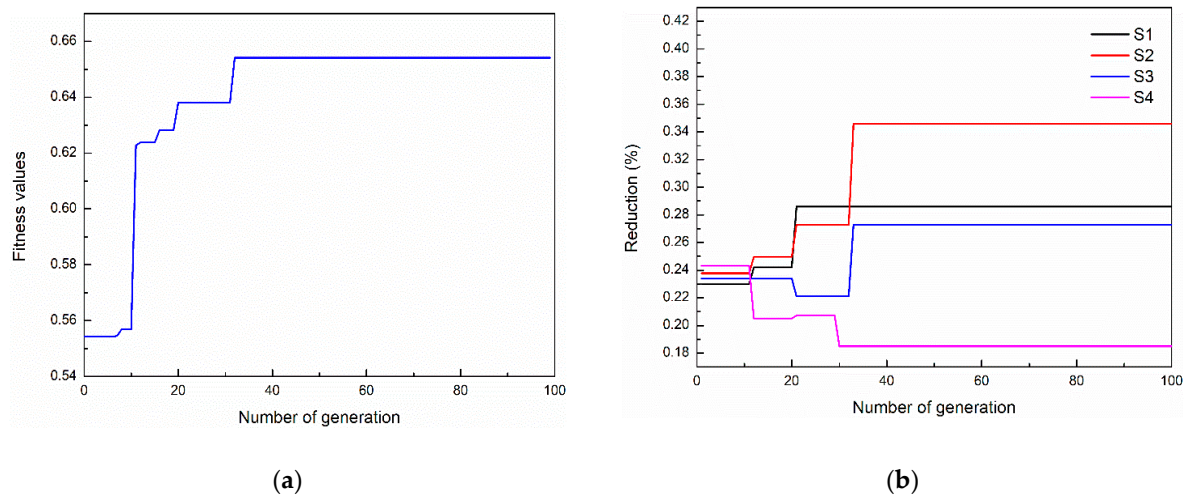 0.66
0.64
0.62
0.60
0.58
0.56
0.54
Fitness values
0 20 40 60 80 100
Number of generation
(a)
0.42
0.40
0.38
0.36
0.34
0.32
0.30
0.28
0.26
0.24
0.22
0.20
0.18
Reduction (%)
S1
S2
S3
S4
0 20 40 60 80 100
Number of generation
(b)